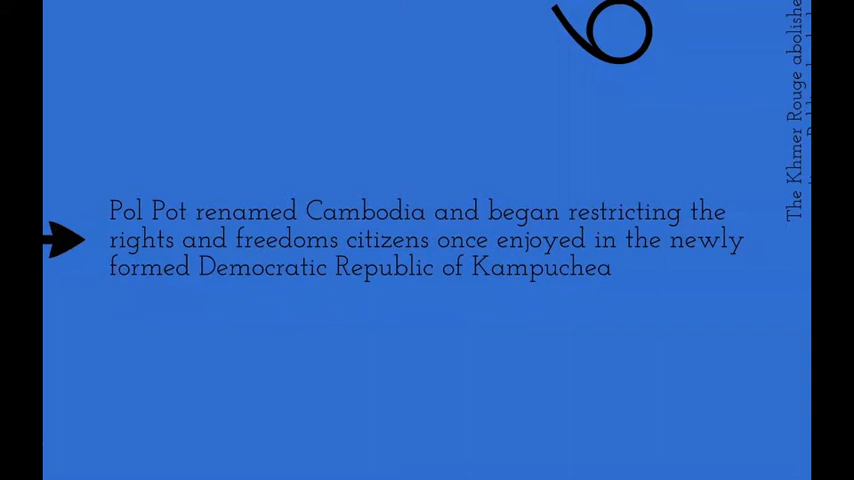 Pol Pot renamed Cambodia and began restricting the
rights and freedoms citizens once enjoyed in the newly
formed Democratic Republic of Kampuchea
The Khmer Rouge abolishe